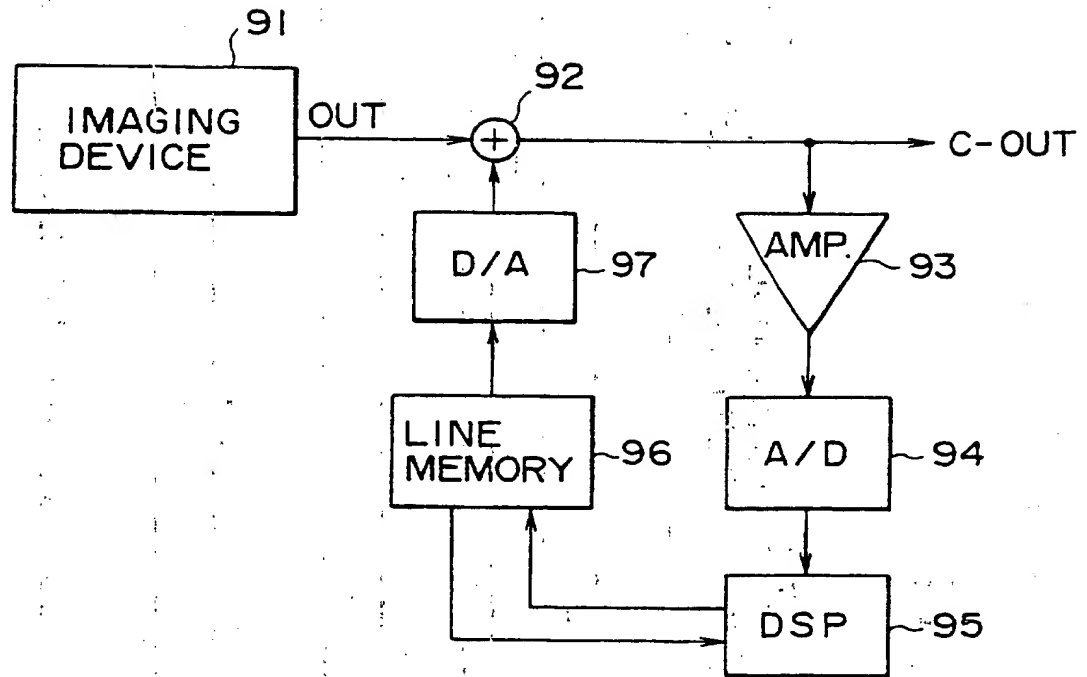 91
IMAGING
DEVICE
OUT
92
+
C-OUT
D/A
97
AMP.
93
LINE
MEMORY
96
A/D
94
DSP
95